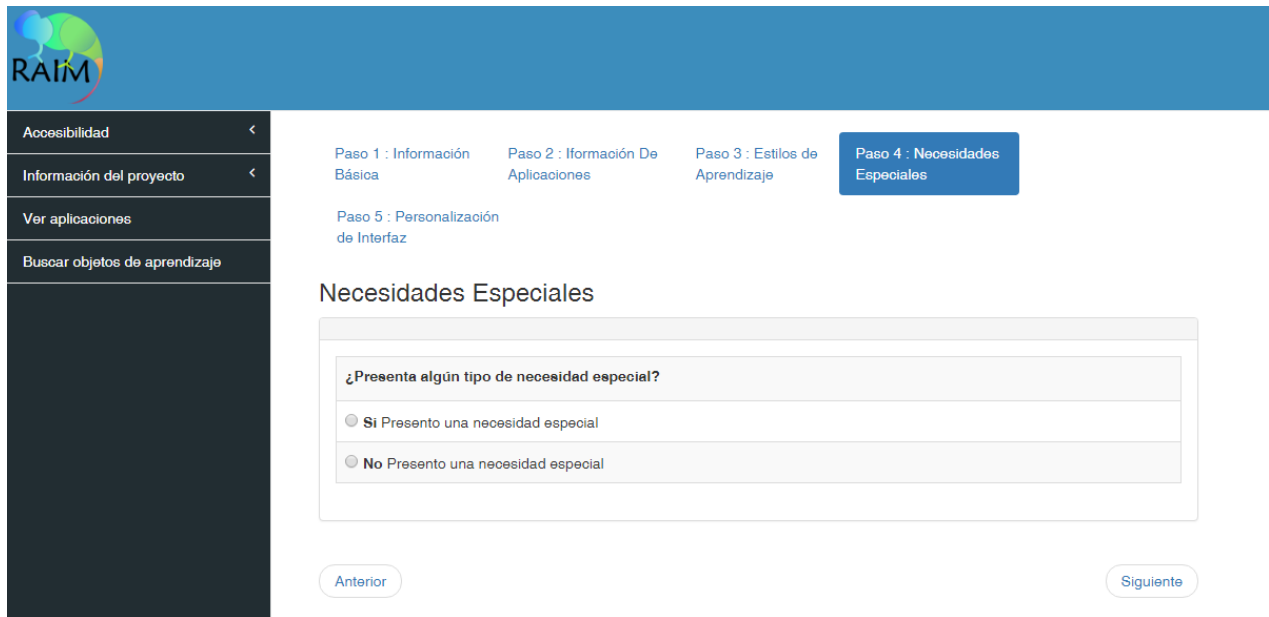 RAIM
Accesibilidad
Información del proyecto
Ver aplicaciones
Buscar objetos de aprendizaje
Paso 1 : Información
Básica
Paso 2 : Iformación De
Aplicaciones
Paso 3 : Estilos de
Aprendizaje
Paso 4 : Necesidades
Especiales
Paso 5 : Personalización
de Interfaz
Necesidades Especiales
¿Presenta algún tipo de necesidad especial?
Si Presento una necesidad especial
No Presento una necesidad especial
Anterior
Siguiente